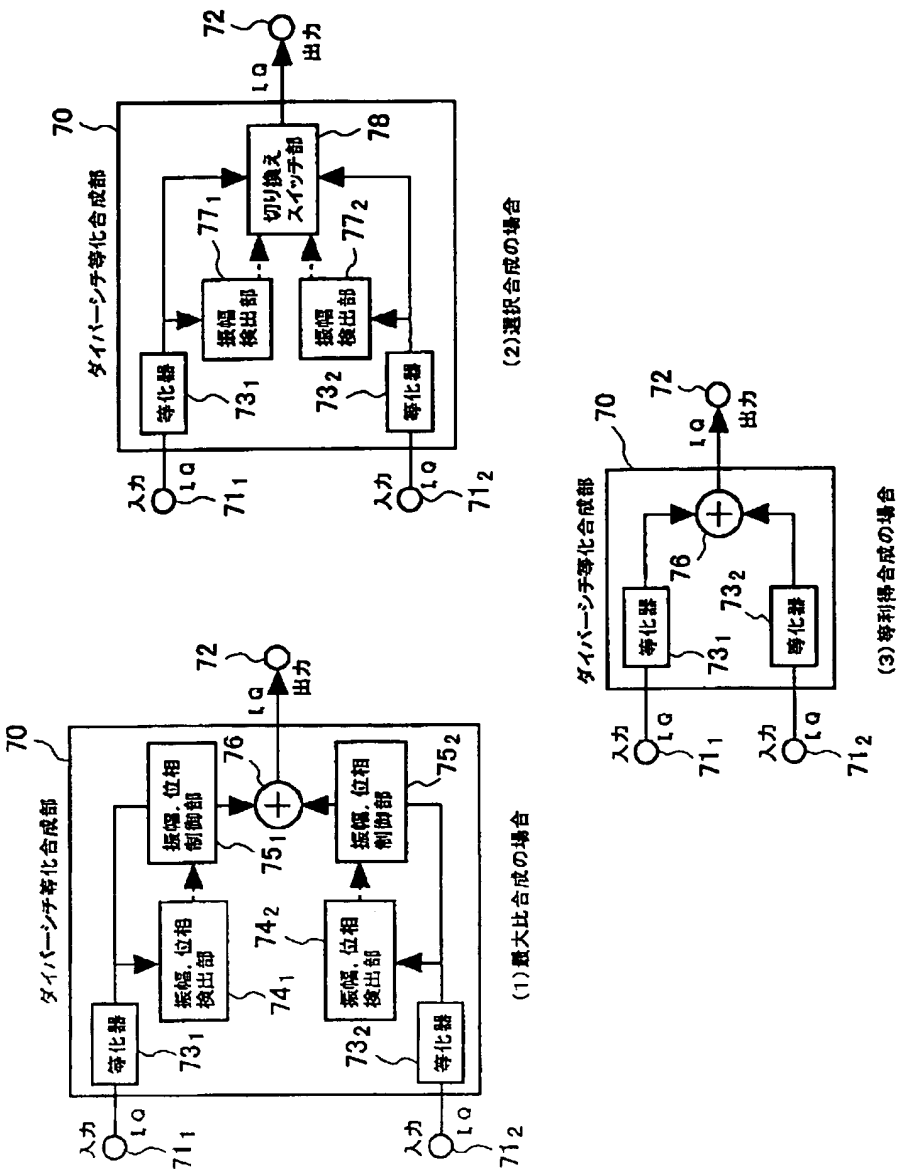 ダイバーシチ等化合成部
70
入力
I, Q
71₁
等化器
73₁
振幅, 位相
検出部
74₁
振幅, 位相
制御部
75₁
76
I, Q
72
出力
75₂
振幅, 位相
制御部
74₂
振幅, 位相
検出部
73₂
等化器
入力
I, Q
71₂
(1)最大比合成の場合
ダイバーシチ等化合成部
70
入力
I, Q
71₁
等化器
73₁
77₁
振幅
検出部
切り換え
スイッチ部
78
I, Q
72
出力
77₂
振幅
検出部
73₂
等化器
入力
I, Q
71₂
(2)選択合成の場合
ダイバーシチ等化合成部
70
入力
I, Q
71₁
等化器
73₁
76
I, Q
72
出力
73₂
等化器
入力
I, Q
71₂
(3)等利得合成の場合